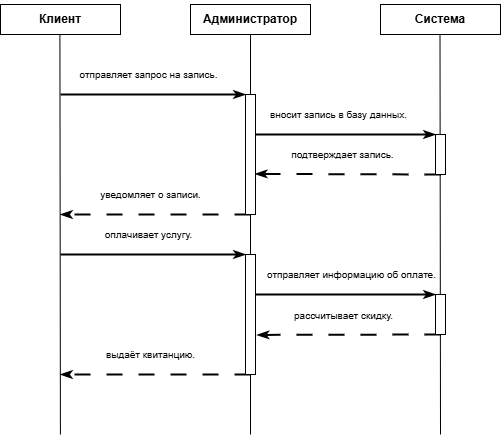 Клиент
Администратор
Система
отправляет запрос на запись.
вносит запись в базу данных.
подтверждает запись.
уведомляет о записи.
оплачивает услугу.
отправляет информацию об оплате.
рассчитывает скидку.
выдаёт квитанцию.